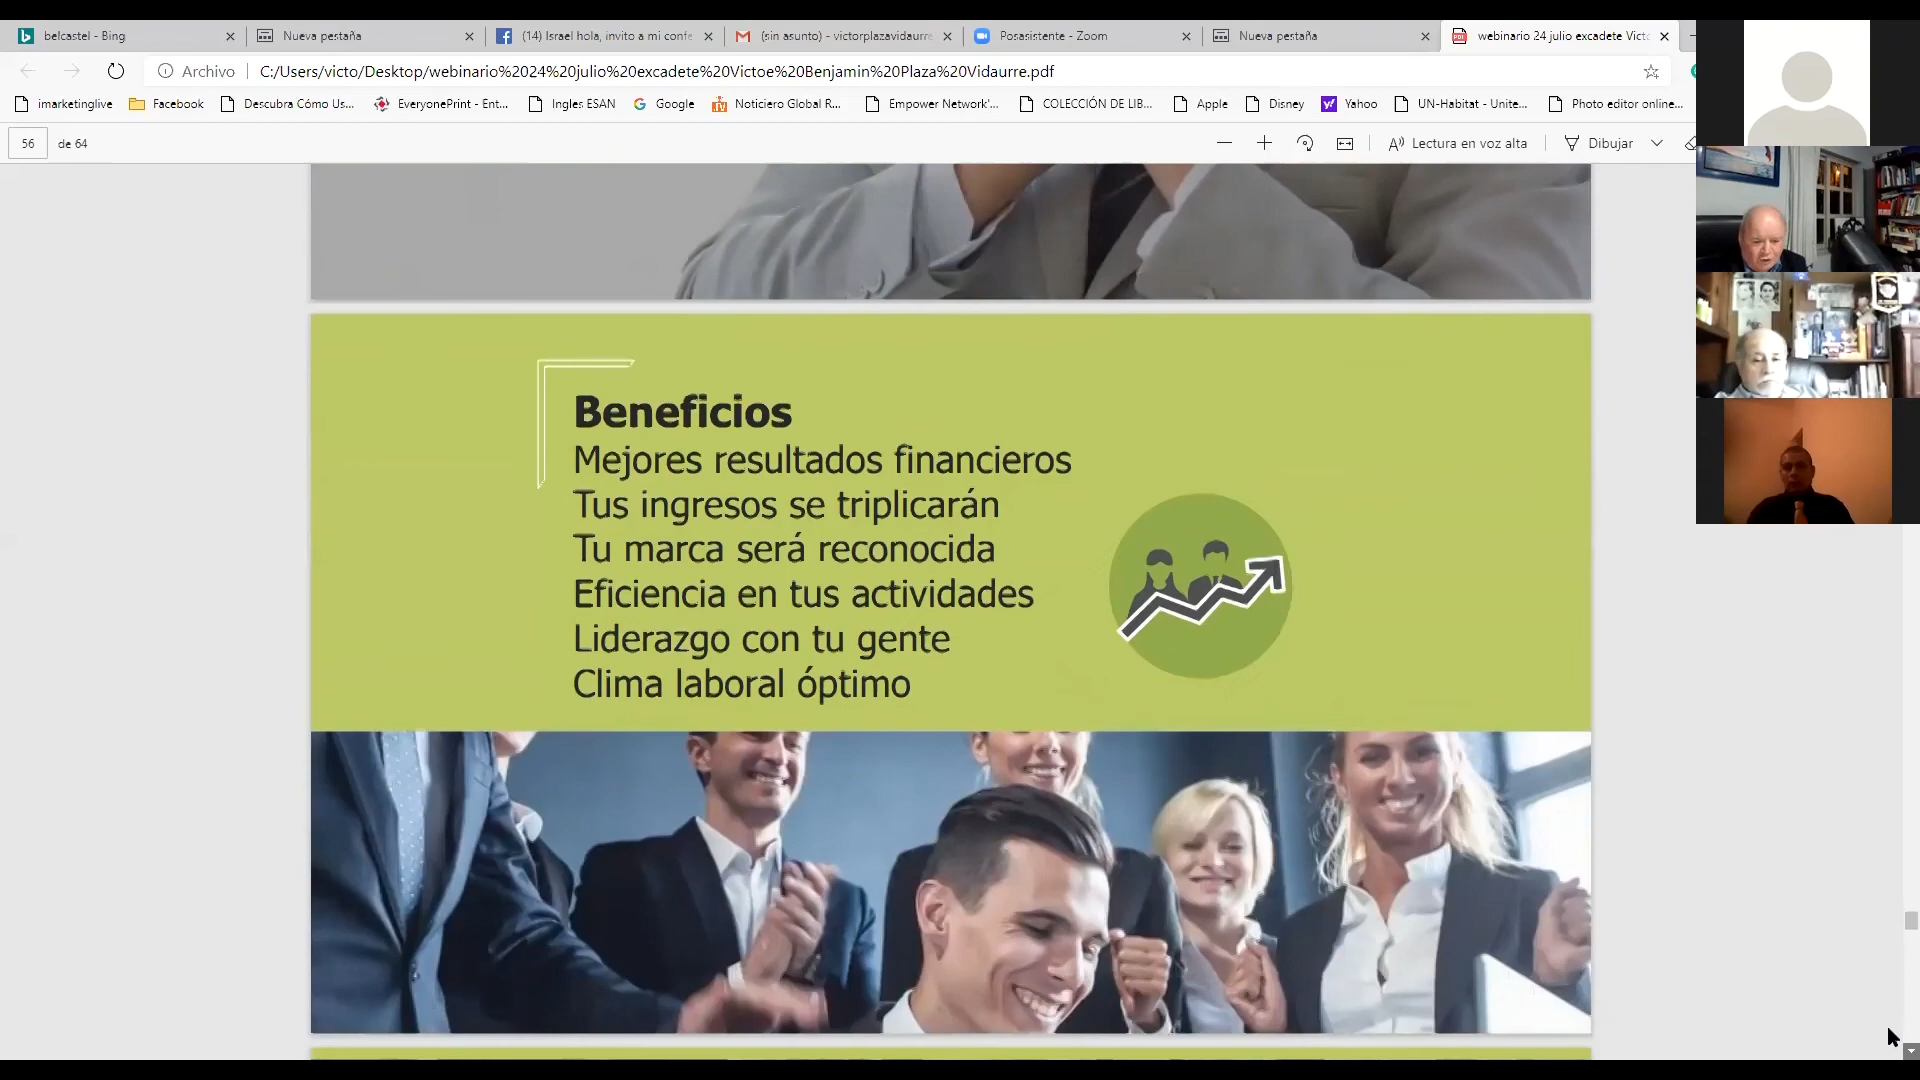 belcastel - Bing
Nueva pestaña
(14) Israel hola, invito a mi confe
(sin asunto) - victorplazavidaurre
Posasistente - Zoom
Nueva pestaña
webinario 24 julio excadete Victo
Archivo
C:/Users/victo/Desktop/webinario%2024%20julio%20excadete%20Victoe%20Benjamin%20Plaza%20Vidaurre.pdf
imarketinglive
Facebook
Descubra Cómo Us...
EveryonePrint - Ent...
Ingles ESAN
Google
Noticiero Global R...
Empower Network'...
COLECCIÓN DE LIB...
Apple
Disney
Yahoo
UN-Habitat - Unite...
Photo editor online...
56 de 64
Lectura en voz alta
Dibujar
Beneficios
Mejores resultados financieros
Tus ingresos se triplicarán
Tu marca será reconocida
Eficiencia en tus actividades
Liderazgo con tu gente
Clima laboral óptimo